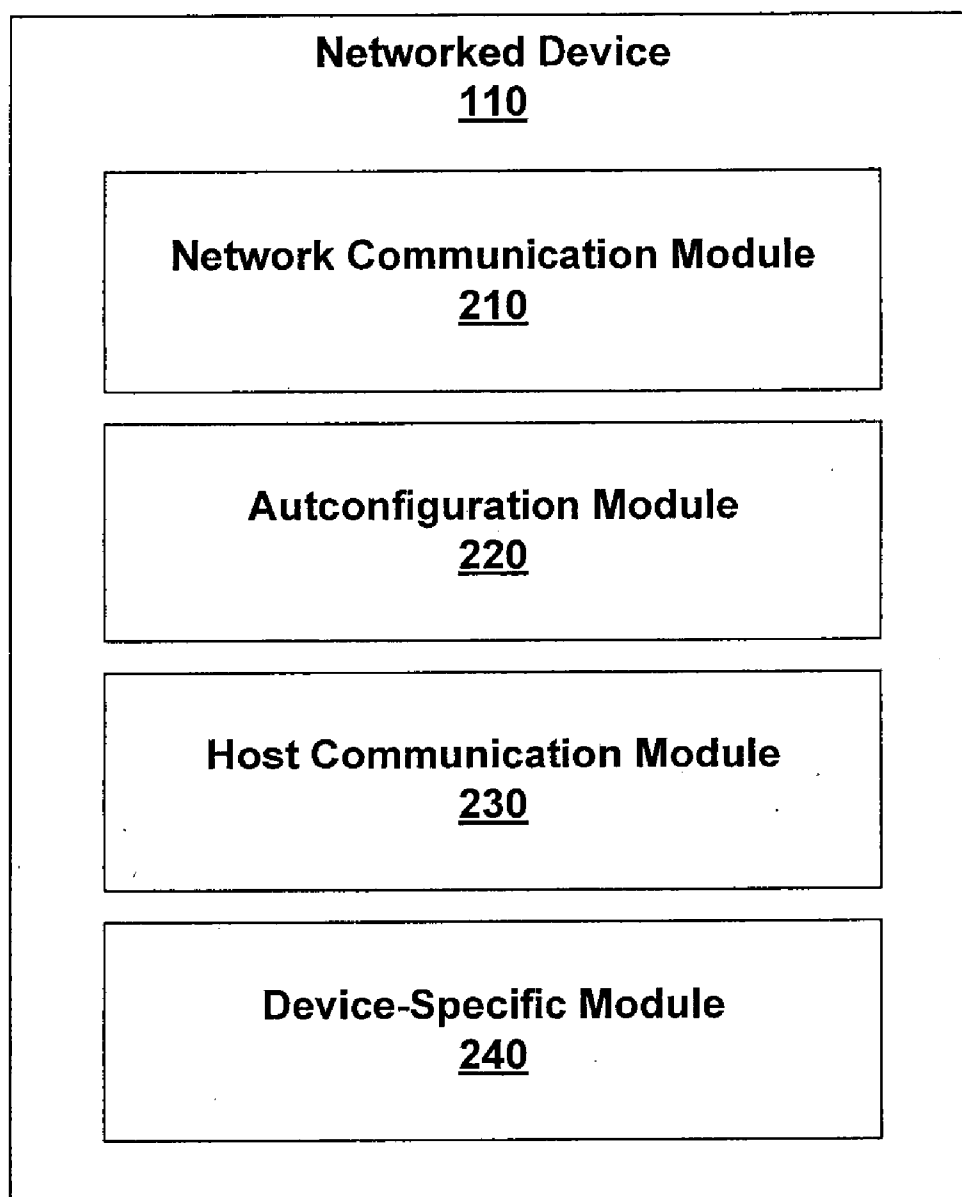 Networked Device
110
Network Communication Module
210
Autconfiguration Module
220
Host Communication Module
230
Device-Specific Module
240